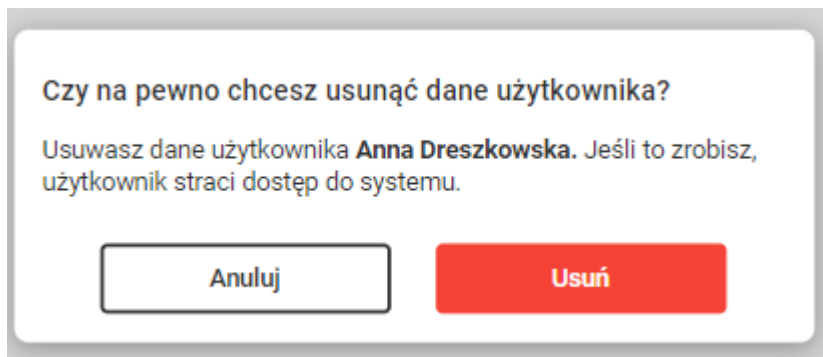 Czy na pewno chcesz usunąć dane użytkownika?
Usuwasz dane użytkownika Anna Dreszkowska. Jeśli to zrobisz,
użytkownik straci dostęp do systemu.
Anuluj
Usuń